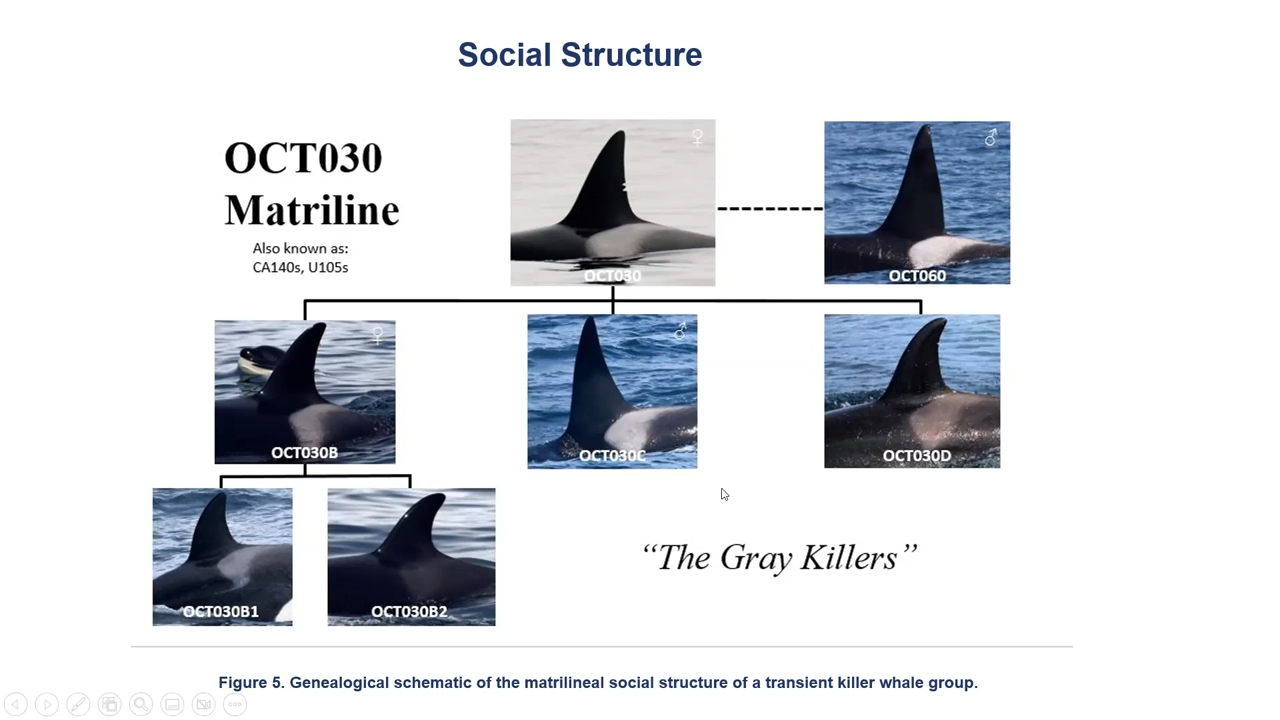 Social Structure
OCT030
Matriline
Also known as:
CA140s, U105s
OCT030
OCT060
OCT030B
OCT030C
OCT030D
OCT030B1
OCT030B2
“The Gray Killers”
Figure 5. Genealogical schematic of the matrilineal social structure of a transient killer whale group.